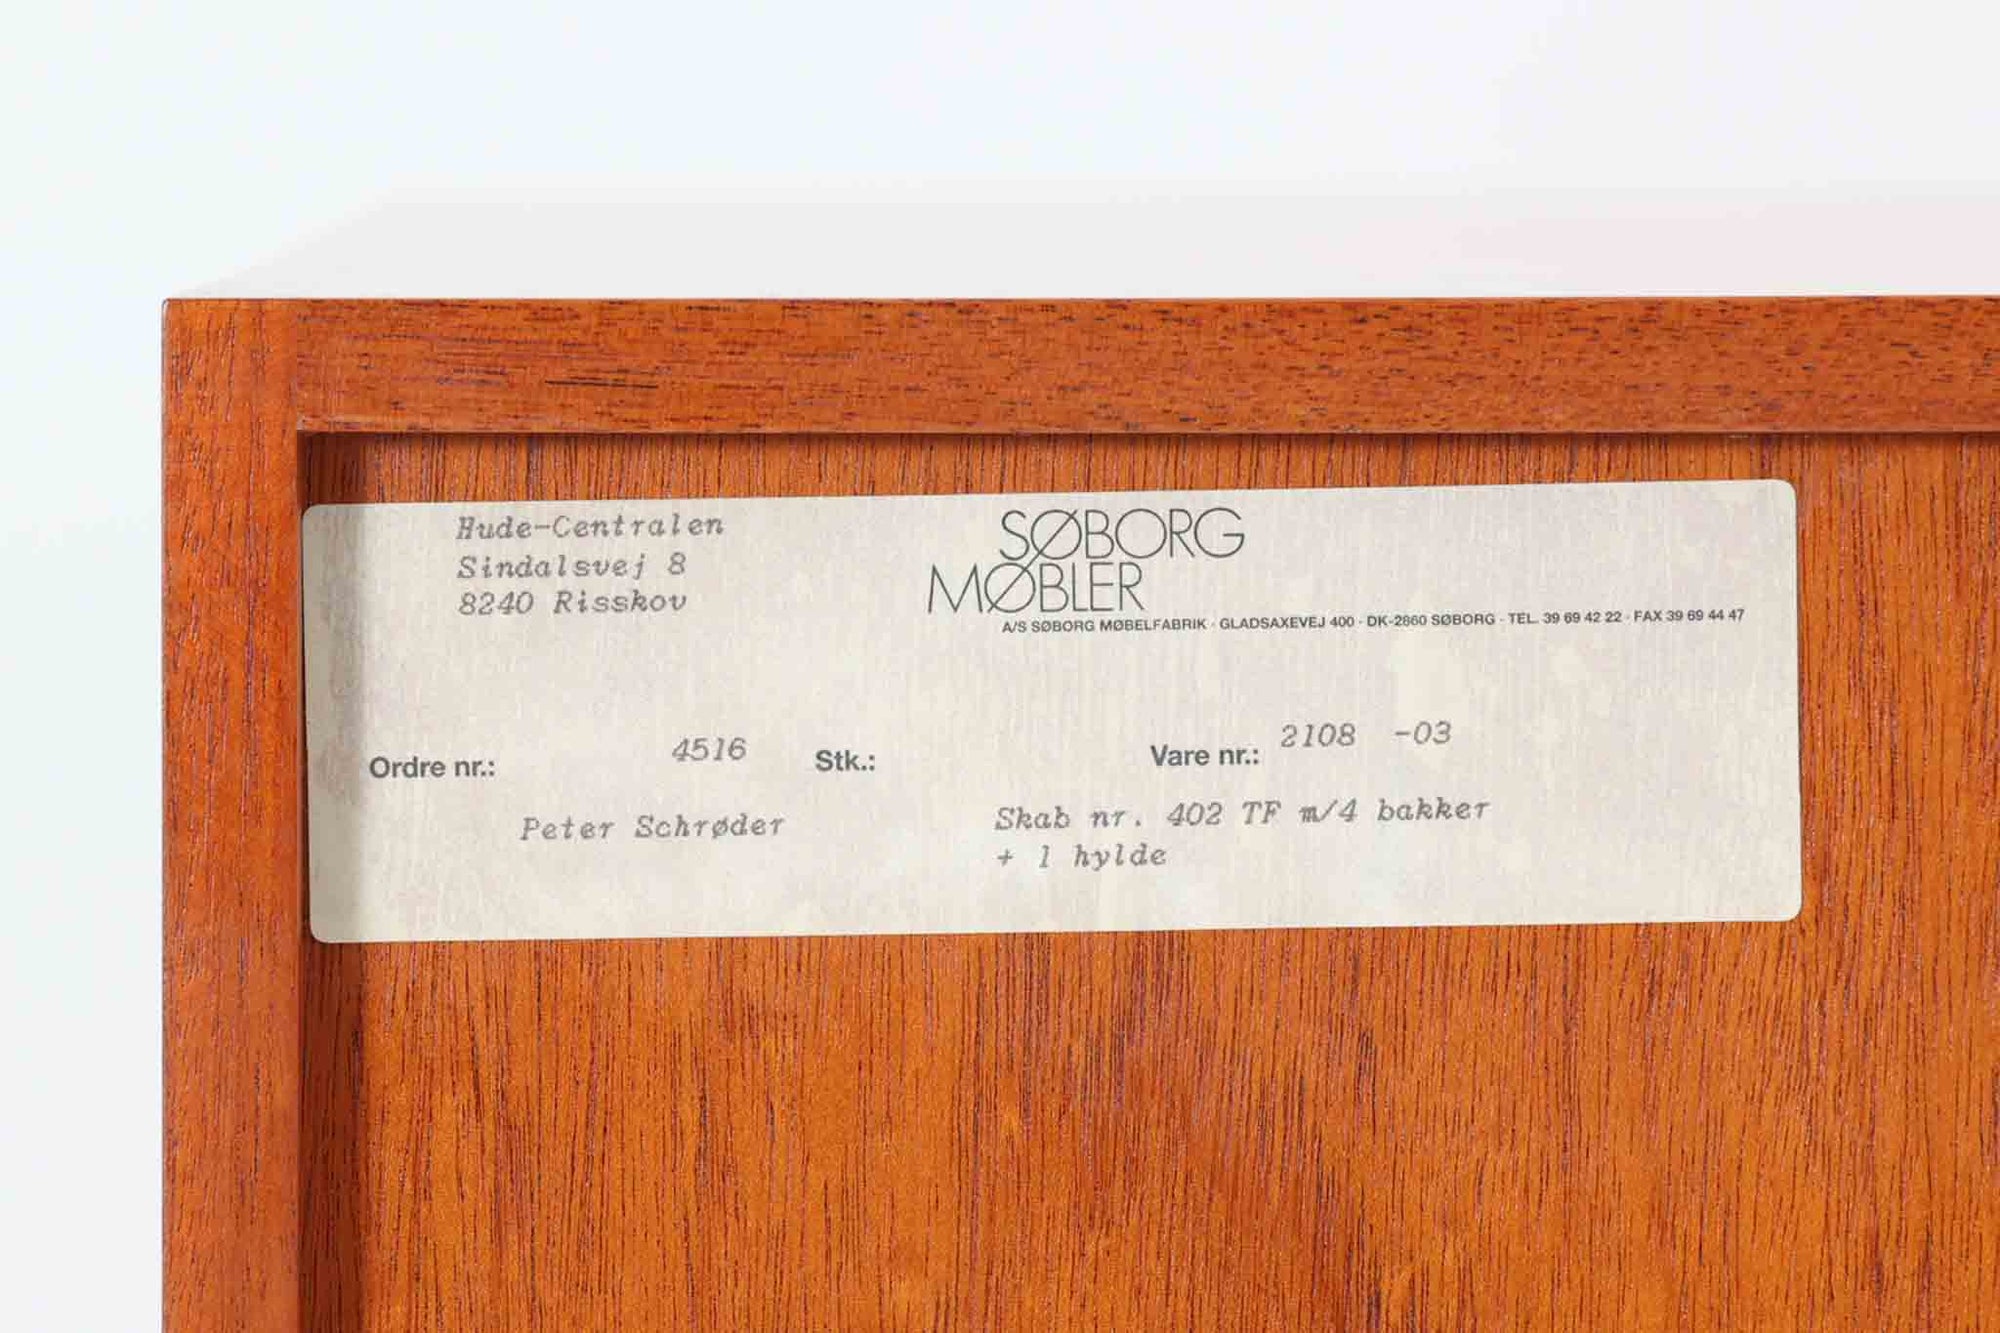 Hude-Centralen
Sindalsvej 8
8240 Risskov
SØBORG
MØBLER
A/S SØBORG MØBELFABRIK · GLADSAXEVEJ 400 · DK-2860 SØBORG · TEL. 39 69 42 22 · FAX 39 69 44 47
Ordre nr.: 4516 Stk.: Vare nr.: 2108 -03
Peter Schrøder
Skab nr. 402 TF m/4 bakker
+ 1 hylde